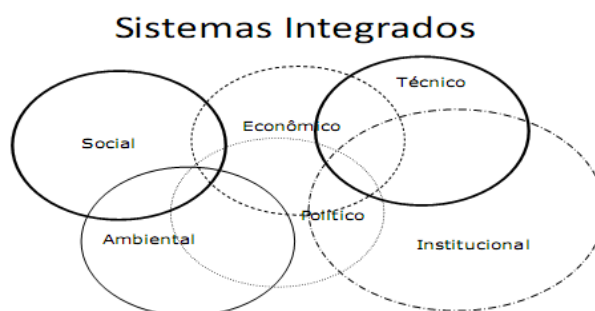 Sistemas Integrados
Técnico
Econômico
Social
Político
Ambiental
Institucional